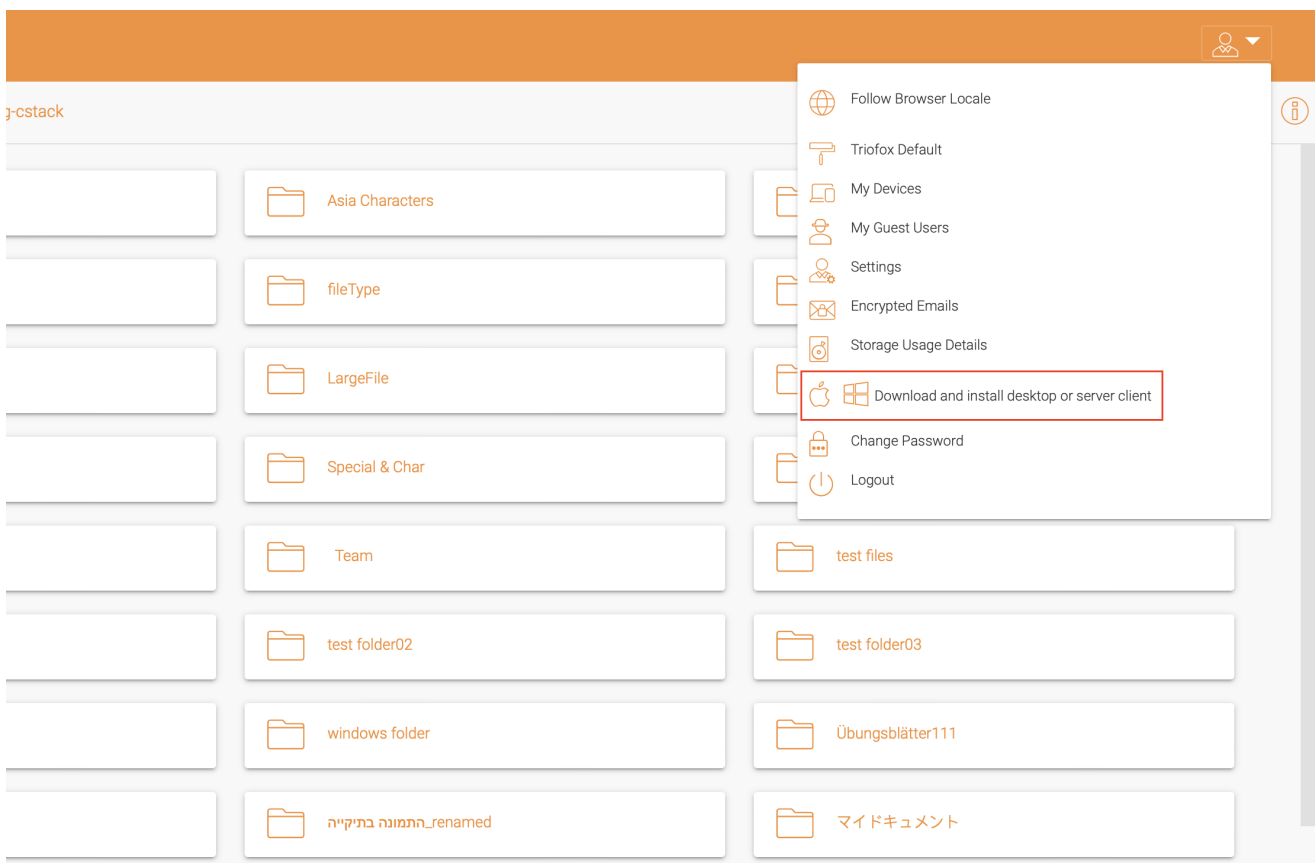 g-cstack
Follow Browser Locale
Triofox Default
My Devices
My Guest Users
Settings
Encrypted Emails
Storage Usage Details
Download and install desktop or server client
Change Password
Logout
Asia Characters
fileType
LargeFile
Special & Char
Team
test files
test folder02
test folder03
windows folder
Übungsblätter111
התמונה בתיקייה_renamed
マイドキュメント